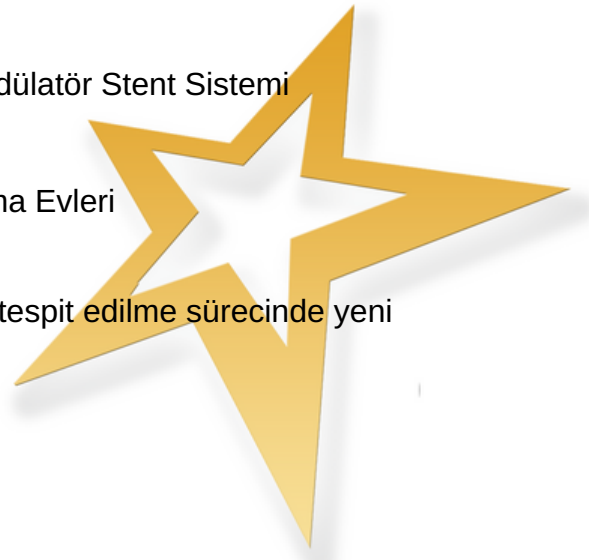 dülatör Stent Sistemi
na Evleri
tespit edilme sürecinde yeni